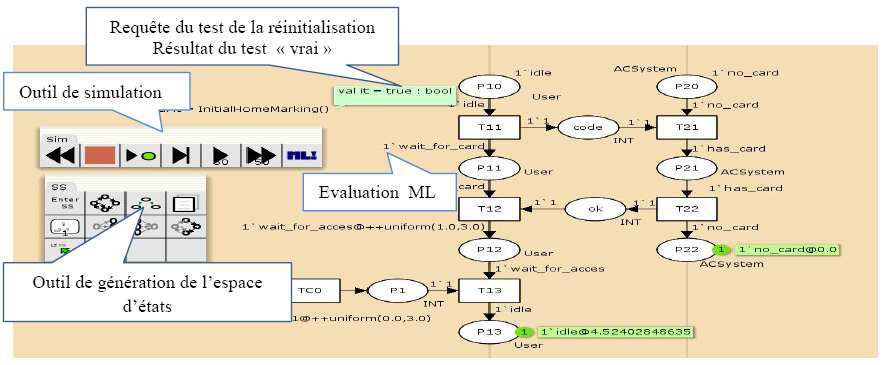 Requête du test de la réinitialisation
Résultat du test « vrai »
Outil de simulation
val it = true : bool
= InitialHomeMarking()
P10
1`idle
User
1`idle
ACSystem
P20
1`no_card
1`no_card
T11
1`1
code
INT
1`1
T21
Sim
50
50
ML!
1`wait_for_card
1`has_card
P11
User
P21
ACSystem
Evaluation ML
card
1`has_card
SS
Enter
SS
1
T12
1`1
ok
INT
1`1
T22
1`wait_for_acces@++uniform(1.0,3.0)
1`no_card
P12
User
P22
1
1`no_card@0.0
ACSystem
Outil de génération de l’espace
d’états
1`wait_for_acces
TC0
P1
INT
1`1
T13
1@++uniform(0.0,3.0)
1`idle
P13
1
1`idle@4.52402848635
User